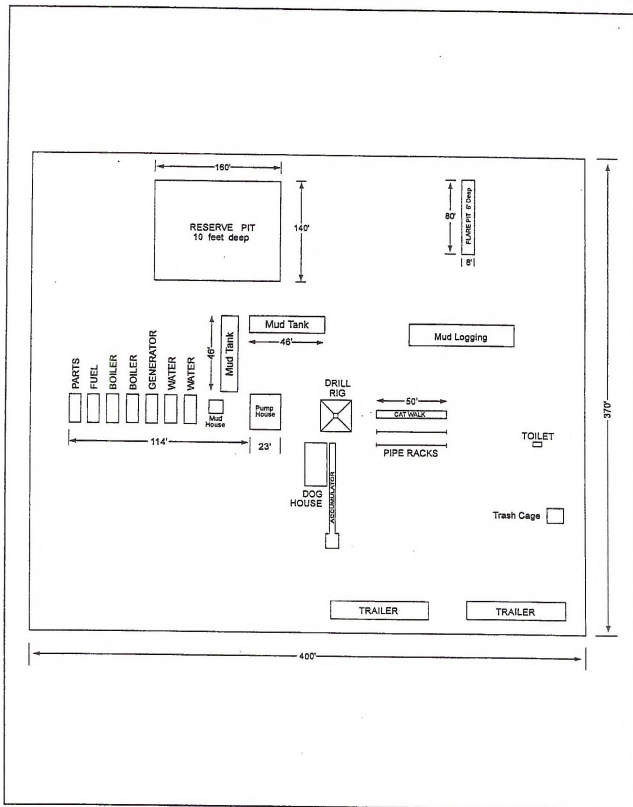 160'
RESERVE PIT
10 feet deep
140'
80'
FLARE PIT 6' Deep
8'
Mud Tank
46'
46'
Mud Tank
Mud Logging
PARTS
FUEL
BOILER
BOILER
GENERATOR
WATER
WATER
Mud
House
Pump
House
DRILL
RIG
50'
CAT WALK
PIPE RACKS
TOILET
370'
114'
23'
DOG
HOUSE
ACCUMULATOR
Trash Cage
TRAILER
TRAILER
400'